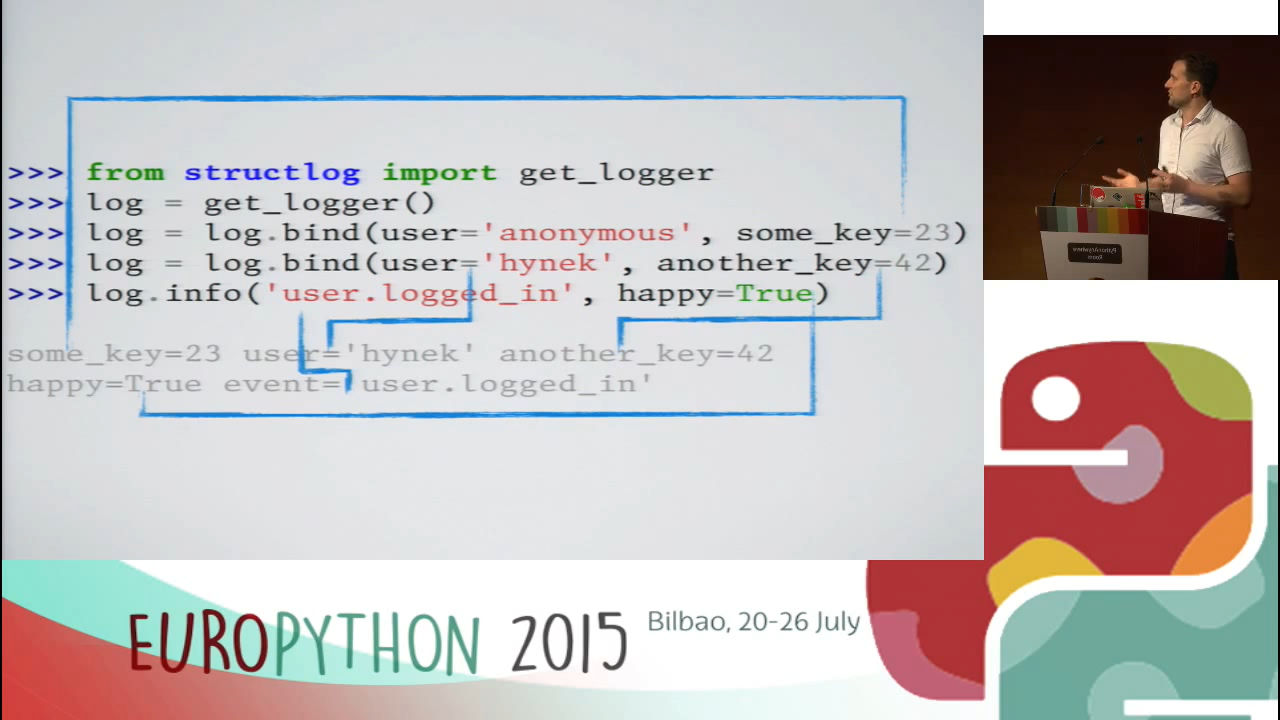 >>> from structlog import get_logger
>>> log = get_logger()
>>> log = log.bind(user='anonymous', some_key=23)
>>> log = log.bind(user='hynek', another_key=42)
>>> log.info('user.logged_in', happy=True)
some_key=23 user='hynek' another_key=42
happy=True event='user.logged_in'
PythonAnywhere
Room
EUROPYTHON 2015
Bilbao, 20-26 July